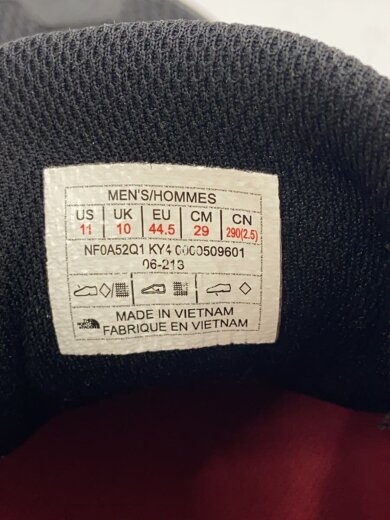 MEN'S/HOMMES
US UK EU CM CN
11 10 44.5 29 290(2.5)
NF0A52Q1 KY4 0000509601
06-213
MADE IN VIETNAM
FABRIQUE EN VIETNAM